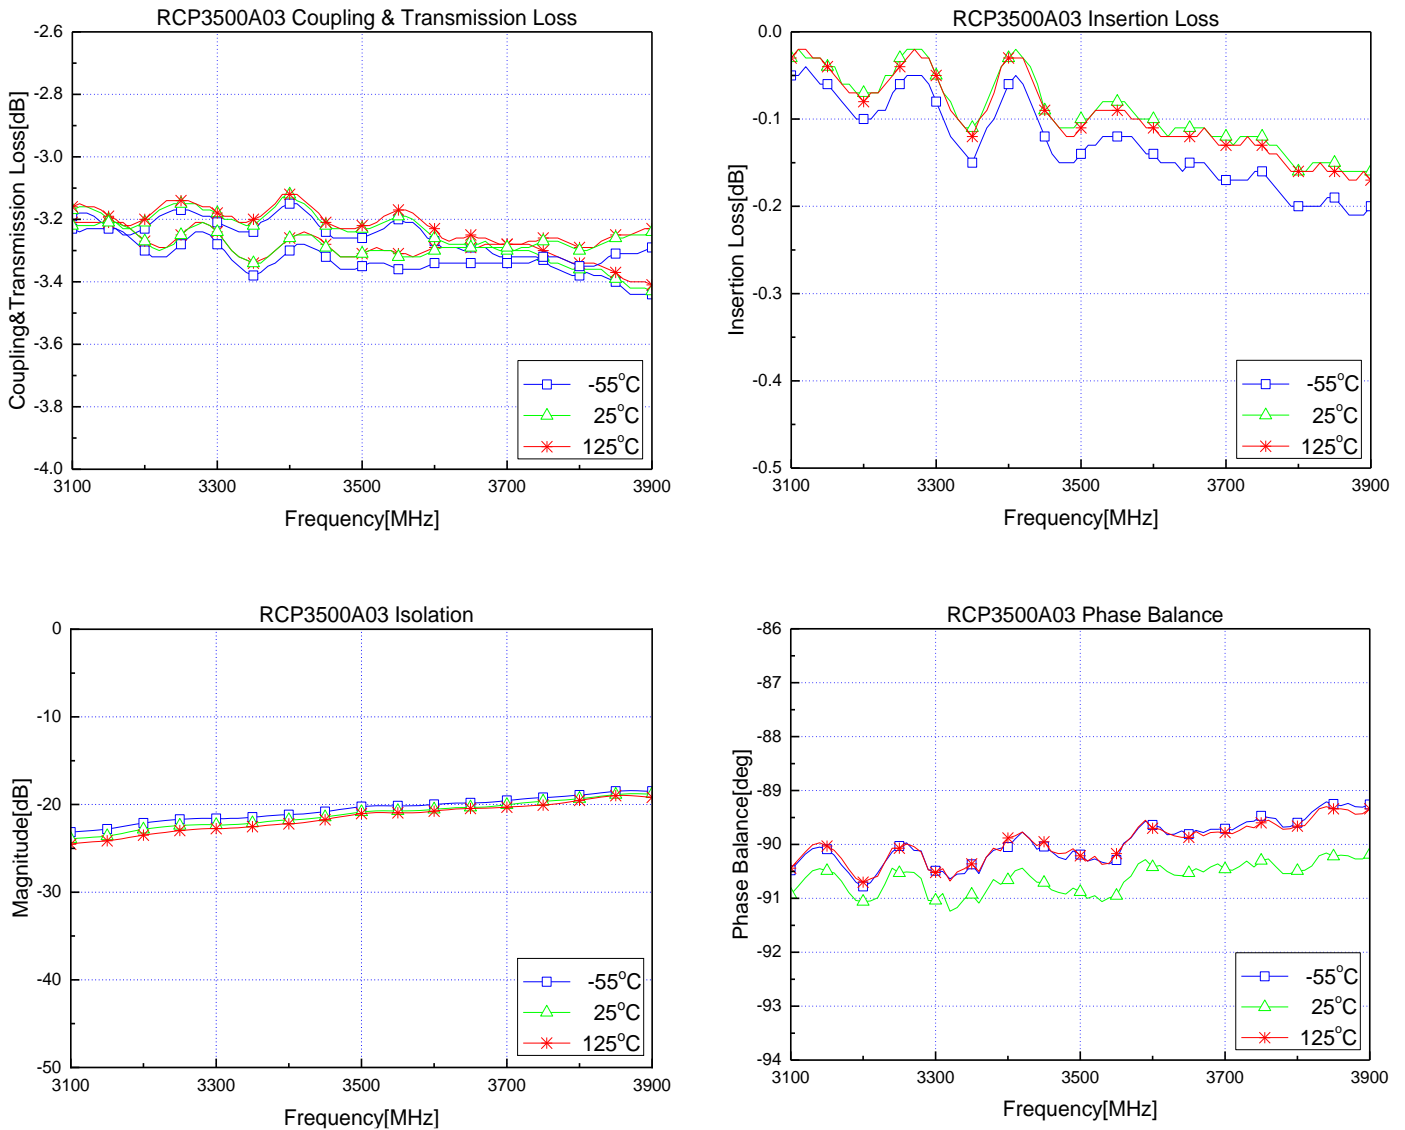 RCP3500A03 Coupling & Transmission Loss
-2.6
-2.8
-3.0
-3.2
-3.4
-3.6
-3.8
-4.0
Coupling&Transmission Loss[dB]
-55°C
25°C
125°C
3100
3300
3500
3700
3900
Frequency[MHz]
RCP3500A03 Insertion Loss
0.0
-0.1
-0.2
-0.3
-0.4
-0.5
Insertion Loss[dB]
-55°C
25°C
125°C
3100
3300
3500
3700
3900
Frequency[MHz]
RCP3500A03 Isolation
0
-10
-20
-30
-40
-50
Magnitude[dB]
-55°C
25°C
125°C
3100
3300
3500
3700
3900
Frequency[MHz]
RCP3500A03 Phase Balance
-86
-87
-88
-89
-90
-91
-92
-93
-94
Phase Balance[deg]
-55°C
25°C
125°C
3100
3300
3500
3700
3900
Frequency[MHz]